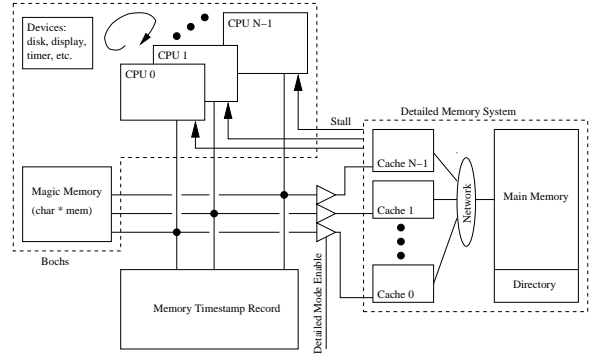 Devices:
disk, display,
timer, etc.
CPU N−1
CPU 1
CPU 0
Stall
Detailed Memory System
Cache N−1
Cache 1
Cache 0
Network
Main Memory
Directory
Magic Memory
(char * mem)
Bochs
Memory Timestamp Record
Detailed Mode Enable